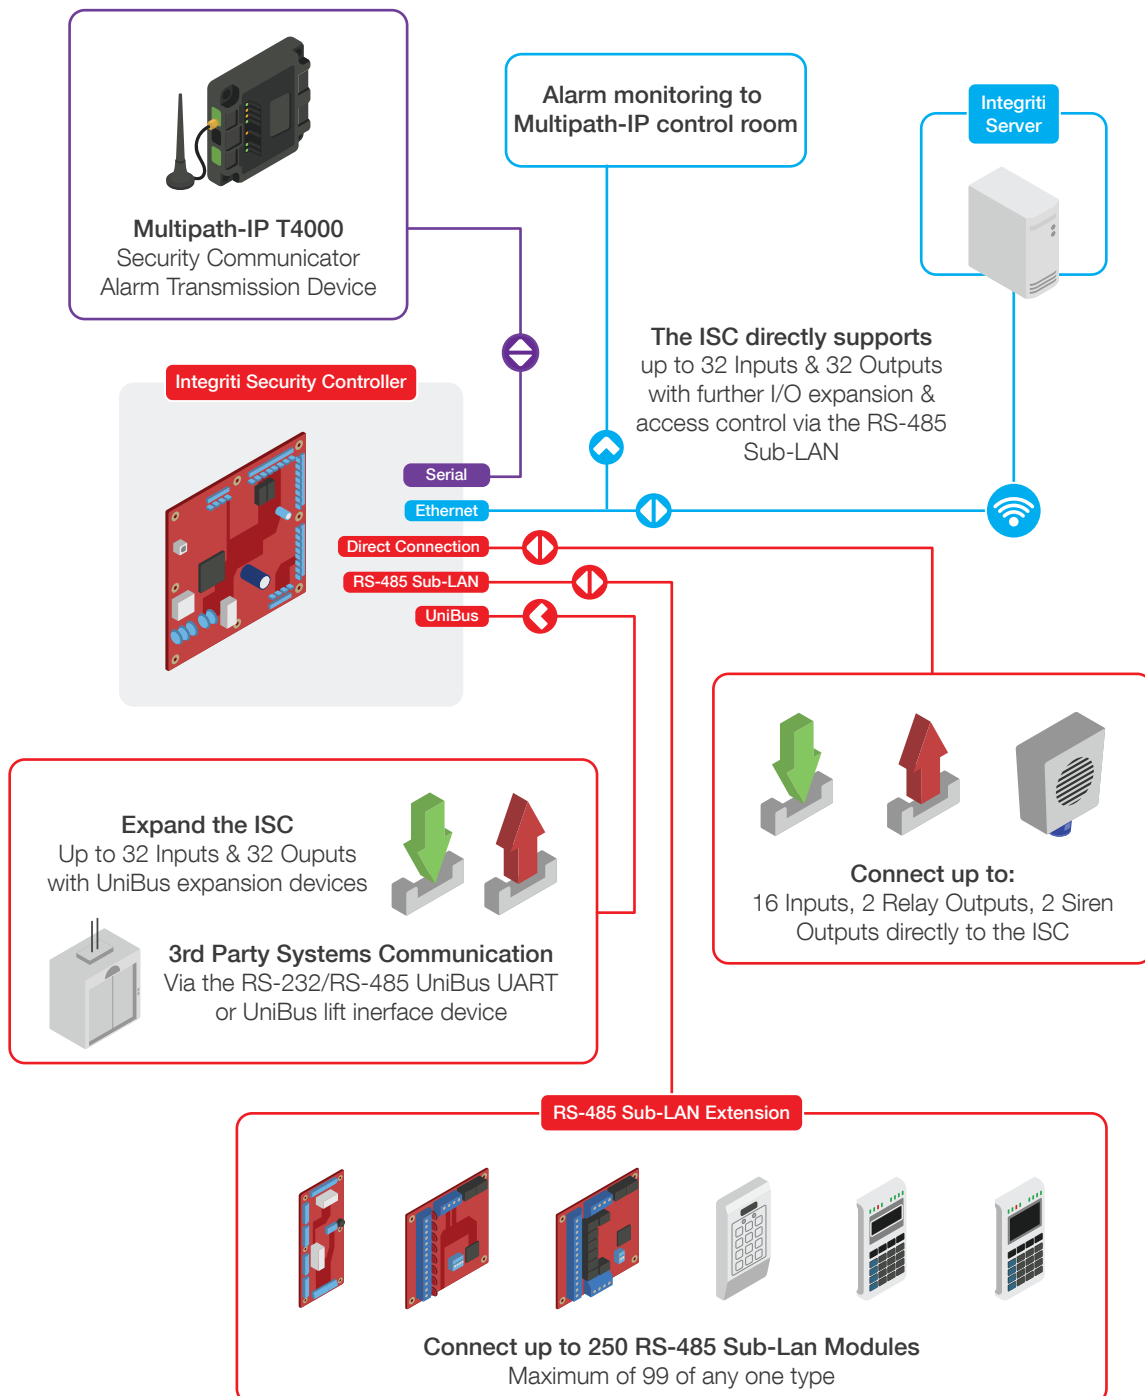 Multipath-IP T4000
Security Communicator
Alarm Transmission Device
Alarm monitoring to
Multipath-IP control room
Integriti
Server
The ISC directly supports
up to 32 Inputs & 32 Outputs
with further I/O expansion &
access control via the RS-485
Sub-LAN
Integriti Security Controller
Serial
Ethernet
Direct Connection
RS-485 Sub-LAN
UniBus
Expand the ISC
Up to 32 Inputs & 32 Ouputs
with UniBus expansion devices
3rd Party Systems Communication
Via the RS-232/RS-485 UniBus UART
or UniBus lift inerface device
Connect up to:
16 Inputs, 2 Relay Outputs, 2 Siren
Outputs directly to the ISC
RS-485 Sub-LAN Extension
Connect up to 250 RS-485 Sub-Lan Modules
Maximum of 99 of any one type